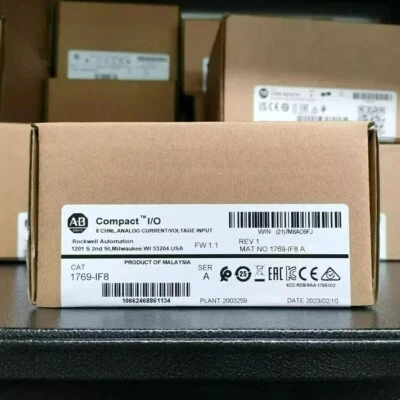 AB Compact™ I/O
8 CHNL.ANALOG CURRENT/VOLTAGE INPUT
Rockwell Automation
1201 S 2nd St,Milwaukee.WI 53204.USA
FW 1.1
WIN (21)7M8AO9FJ
REV 1
MAT NO 1769-IF8 A
PRODUCT OF MALAYSIA
CAT
1769-IF8
SER
A
25
10662468861134
PLANT 2003259
DATE 2023/02/10